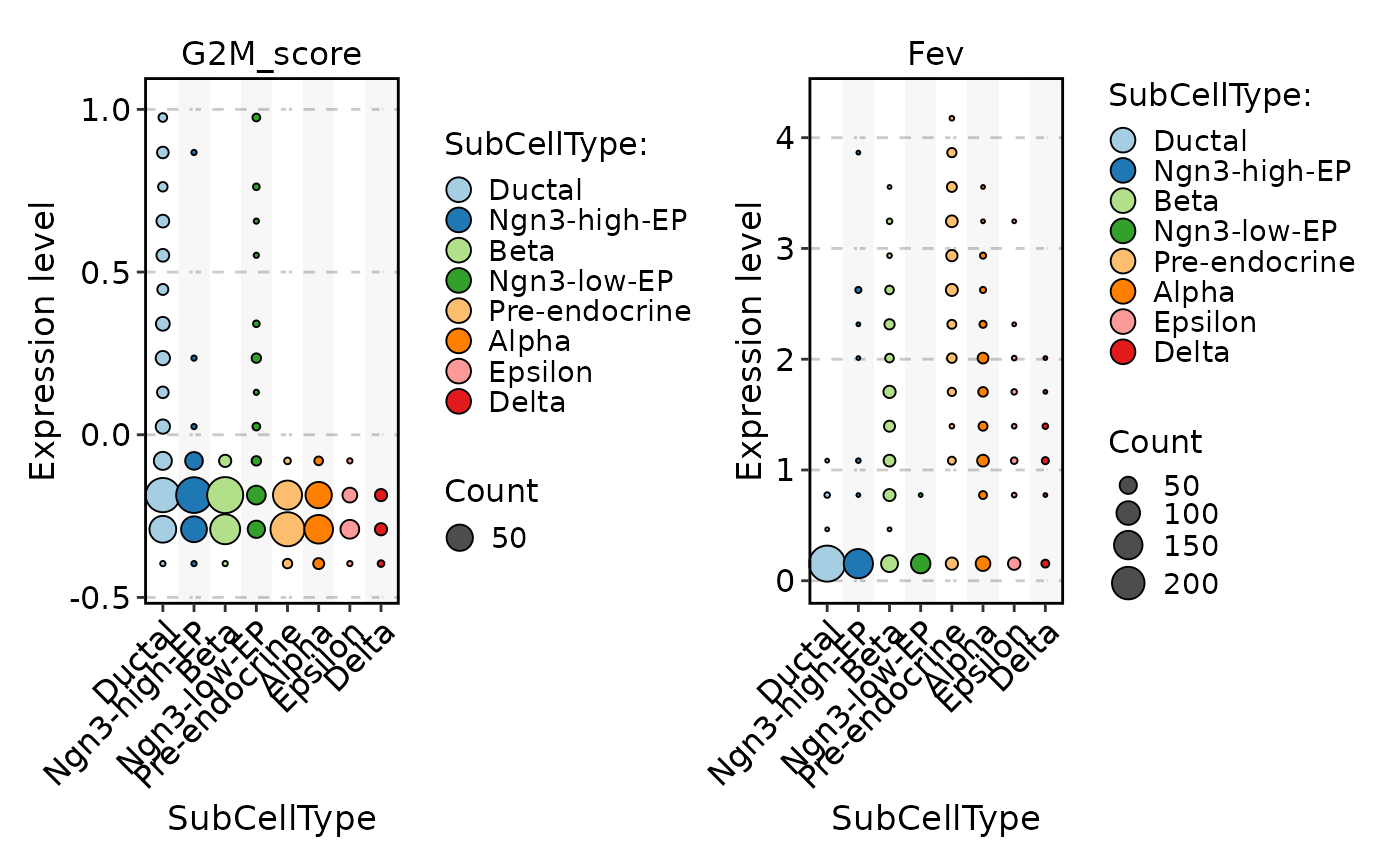 G2M_score
Expression level
1.0
0.5
0.0
-0.5
Ductal
Ngn3-high-EP
Beta
Ngn3-low-EP
Pre-endocrine
Alpha
Epsilon
Delta
SubCellType
SubCellType:
Ductal
Ngn3-high-EP
Beta
Ngn3-low-EP
Pre-endocrine
Alpha
Epsilon
Delta
Count
50
Fev
Expression level
4
3
2
1
0
Ductal
Ngn3-high-EP
Beta
Ngn3-low-EP
Pre-endocrine
Alpha
Epsilon
Delta
SubCellType
SubCellType:
Ductal
Ngn3-high-EP
Beta
Ngn3-low-EP
Pre-endocrine
Alpha
Epsilon
Delta
Count
50
100
150
200